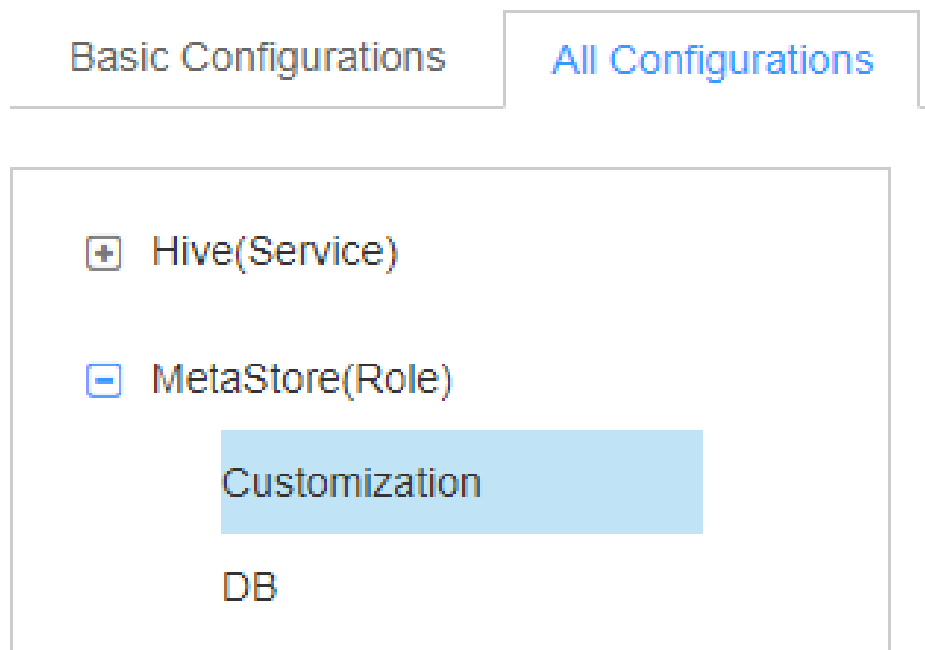 Basic Configurations All Configurations
Hive(Service)
MetaStore(Role)
Customization
DB